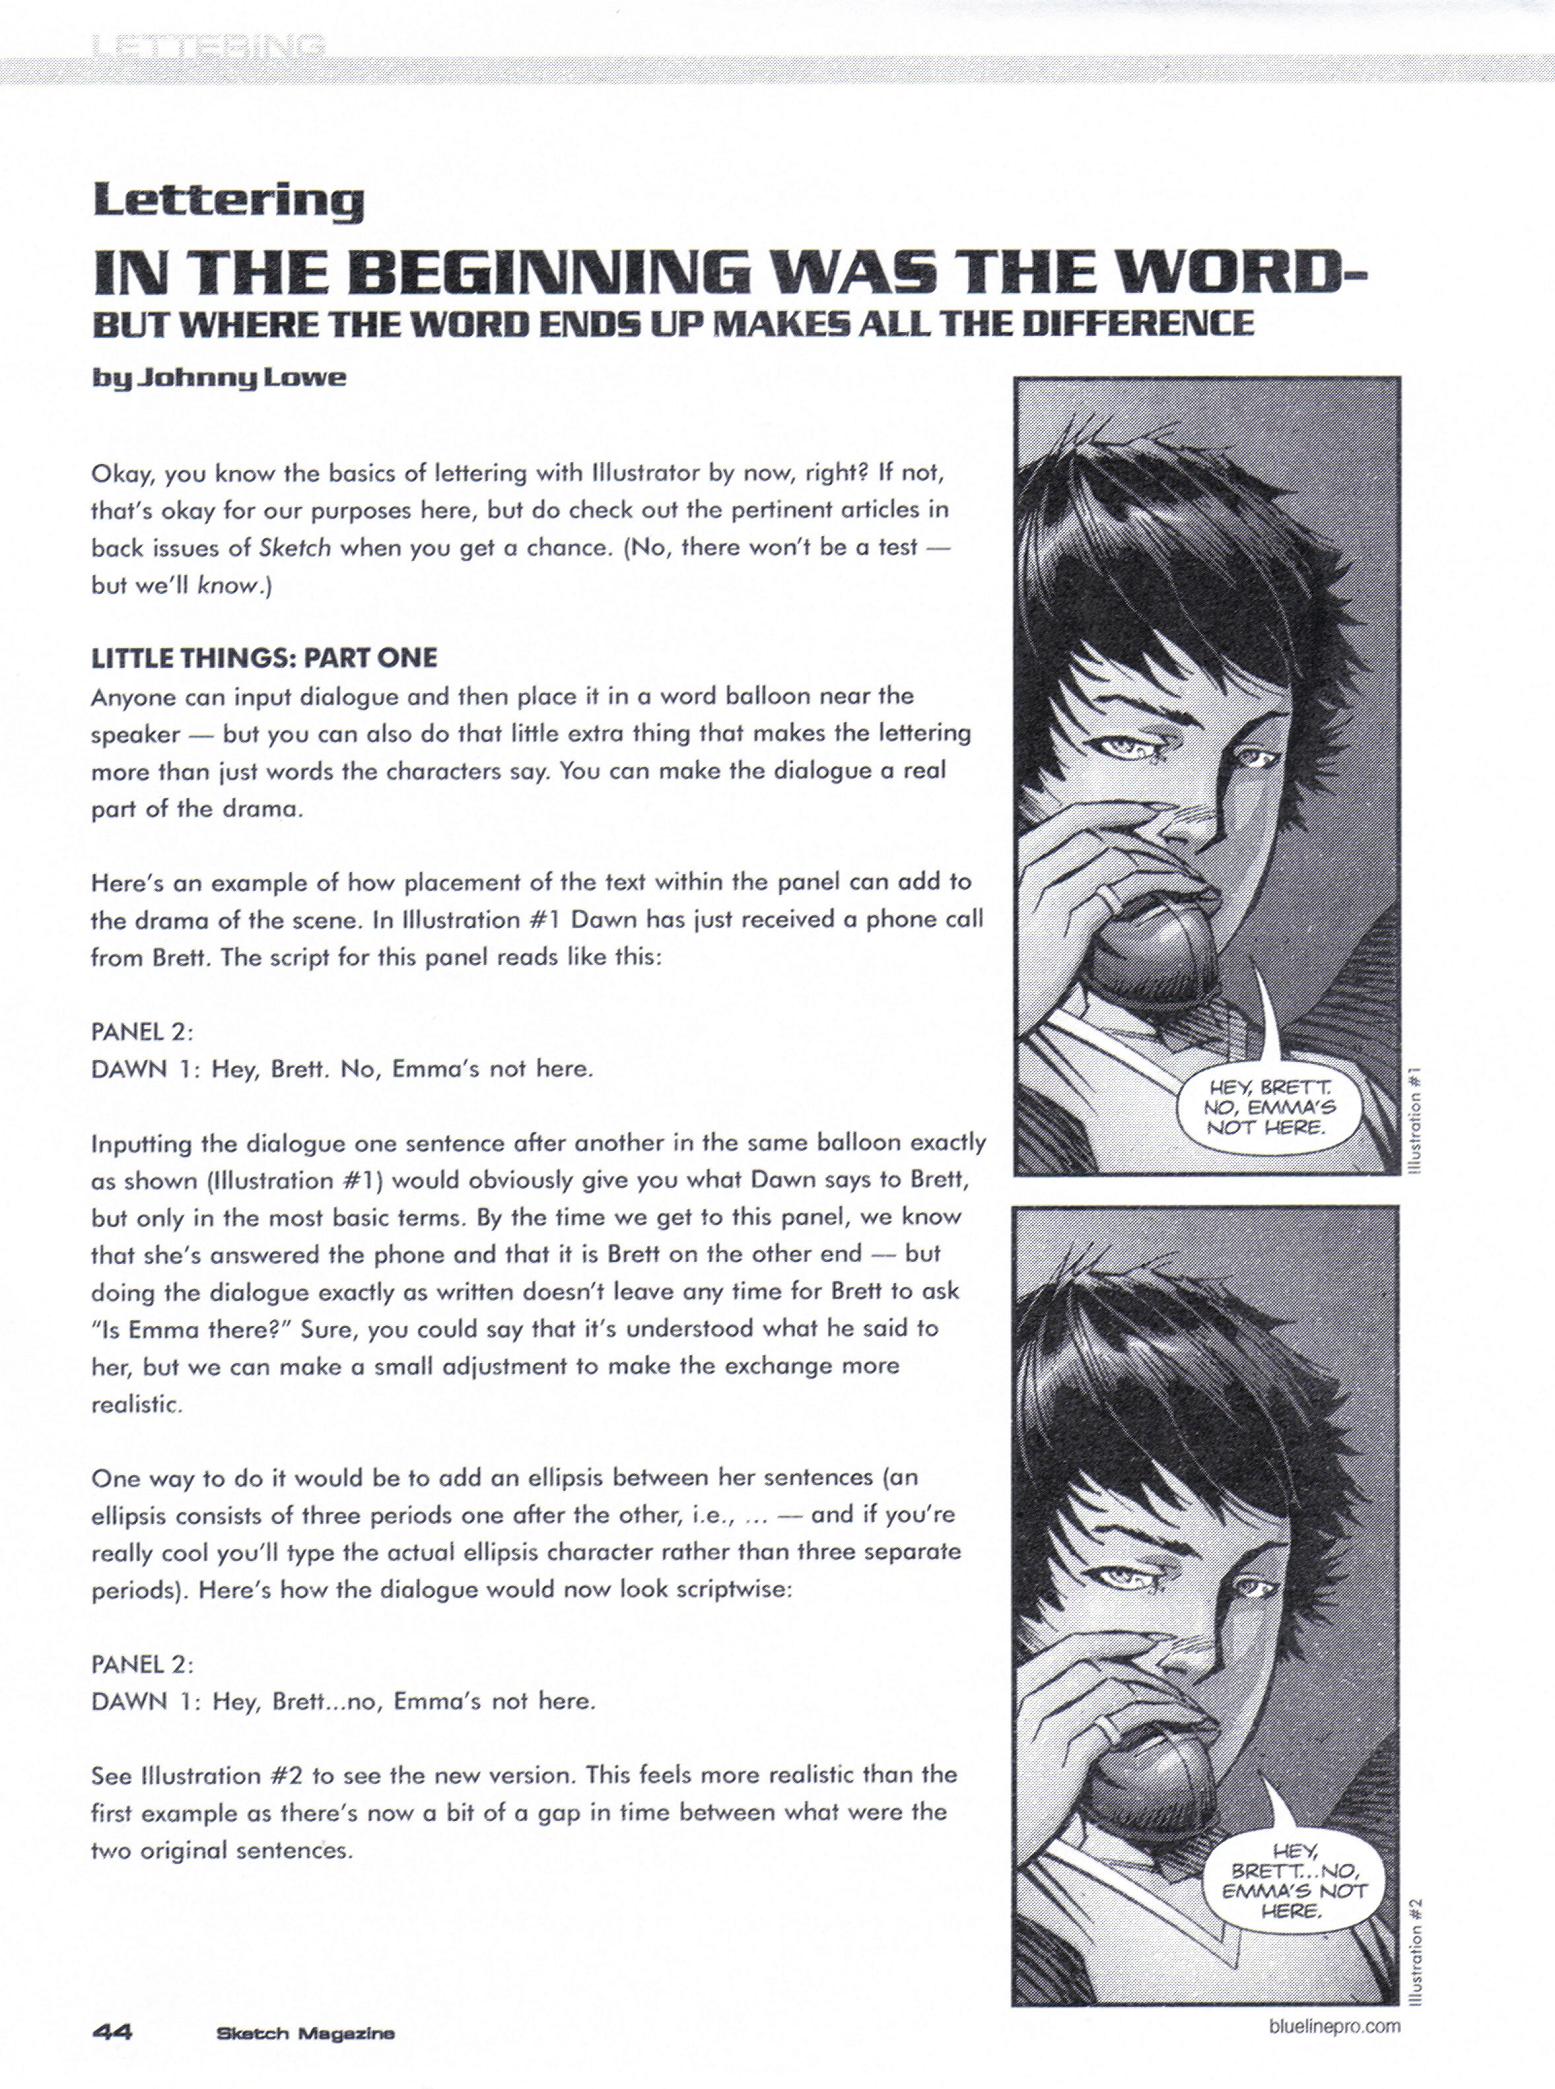 LETTERING
Lettering
IN THE BEGINNING WAS THE WORD-
BUT WHERE THE WORD ENDS UP MAKES ALL THE DIFFERENCE
by Johnny Lowe
Okay, you know the basics of lettering with Illustrator by now, right? If not,
that's okay for our purposes here, but do check out the pertinent articles in
back issues of Sketch when you get a chance. (No, there won't be a test —
but we'll know.)
LITTLE THINGS: PART ONE
Anyone can input dialogue and then place it in a word balloon near the
speaker — but you can also do that little extra thing that makes the lettering
more than just words the characters say. You can make the dialogue a real
part of the drama.
Here's an example of how placement of the text within the panel can add to
the drama of the scene. In Illustration #1 Dawn has just received a phone call
from Brett. The script for this panel reads like this:
PANEL 2:
DAWN 1: Hey, Brett. No, Emma's not here.
Inputting the dialogue one sentence after another in the same balloon exactly
as shown (Illustration #1) would obviously give you what Dawn says to Brett,
but only in the most basic terms. By the time we get to this panel, we know
that she's answered the phone and that it is Brett on the other end — but
doing the dialogue exactly as written doesn't leave any time for Brett to ask
"Is Emma there?" Sure, you could say that it's understood what he said to
her, but we can make a small adjustment to make the exchange more
realistic.
One way to do it would be to add an ellipsis between her sentences (an
ellipsis consists of three periods one after the other, i.e., ... — and if you're
really cool you'll type the actual ellipsis character rather than three separate
periods). Here's how the dialogue would now look scriptwise:
PANEL 2:
DAWN 1: Hey, Brett...no, Emma's not here.
See Illustration #2 to see the new version. This feels more realistic than the
first example as there's now a bit of a gap in time between what were the
two original sentences.
HEY, BRETT.
NO, EMMA'S
NOT HERE.
Illustration #1
HEY,
BRETT...NO,
EMMA'S NOT
HERE.
Illustration #2
44
Sketch Magazine
bluelinepro.com